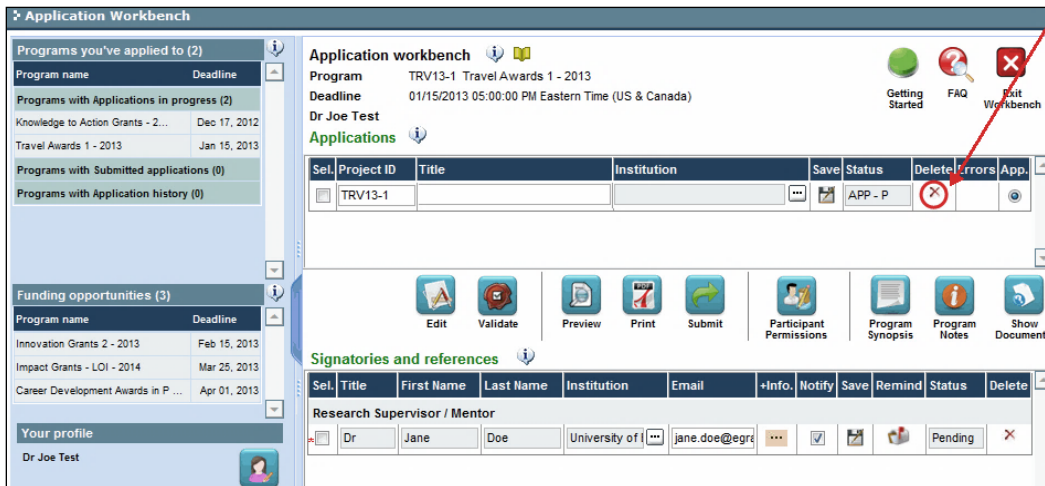 Application Workbench
Programs you've applied to (2)
Program name Deadline
Programs with Applications in progress (2)
Knowledge to Action Grants - 2... Dec 17, 2012
Travel Awards 1 - 2013 Jan 15, 2013
Programs with Submitted applications (0)
Programs with Application history (0)
Funding opportunities (3)
Program name Deadline
Innovation Grants 2 - 2013 Feb 15, 2013
Impact Grants - LOI - 2014 Mar 25, 2013
Career Development Awards in P ... Apr 01, 2013
Your profile
Dr Joe Test
Application workbench
Program TRV13-1 Travel Awards 1 - 2013
Deadline 01/15/2013 05:00:00 PM Eastern Time (US & Canada)
Dr Joe Test
Applications
Getting Started FAQ Exit Workbench
Sel. Project ID Title Institution Save Status Delete Errors App.
TRV13-1 ... APP - P
Edit Validate Preview Print Submit Participant Permissions Program Synopsis Program Notes Show Document
Signatories and references
Sel. Title First Name Last Name Institution Email +Info. Notify Save Remind Status Delete
Research Supervisor / Mentor
Dr Jane Doe University of ... jane.doe@egra ... Pending